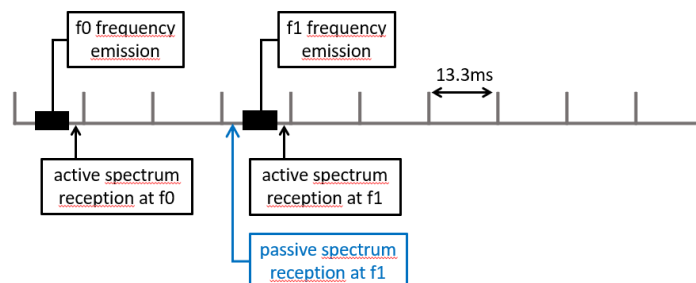 f0 frequency
emission
f1 frequency
emission
13.3ms
active spectrum
reception at f0
active spectrum
reception at f1
passive spectrum
reception at f1